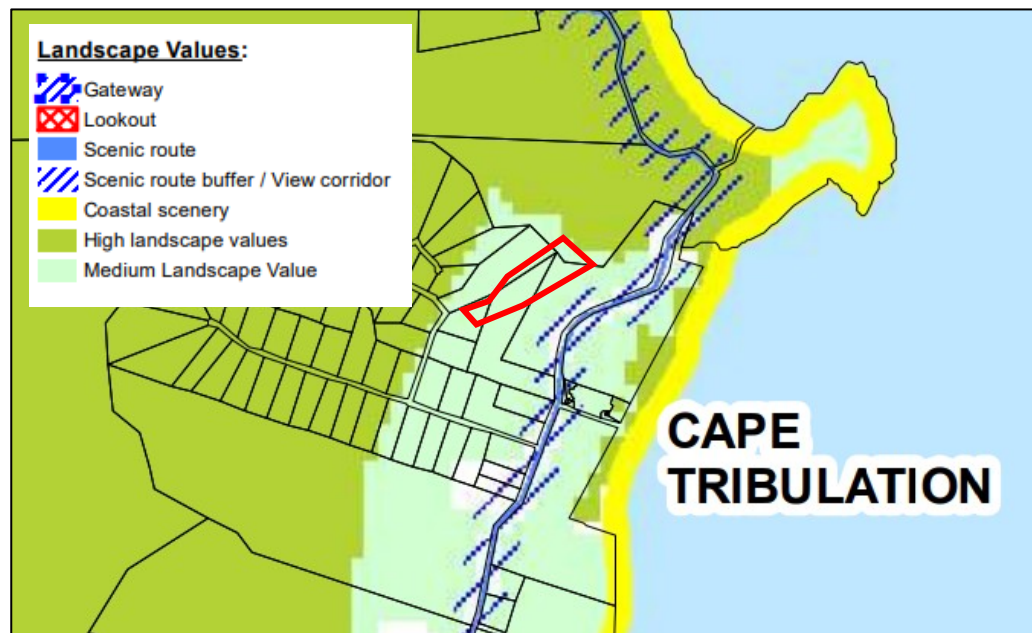 Landscape Values:
Gateway
Lookout
Scenic route
Scenic route buffer / View corridor
Coastal scenery
High landscape values
Medium Landscape Value
CAPE
TRIBULATION